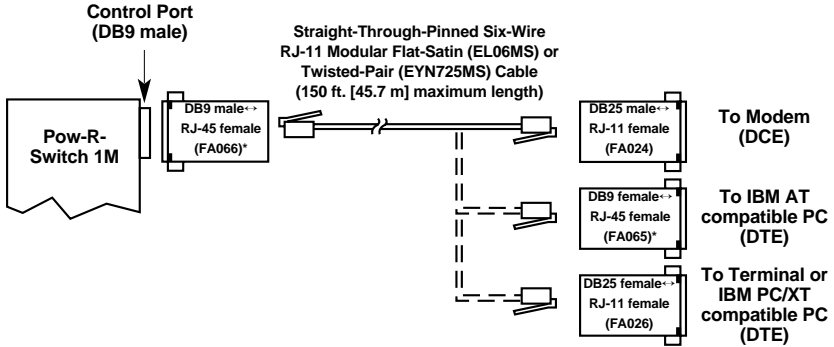 Control Port
(DB9 male)
Straight-Through-Pinned Six-Wire
RJ-11 Modular Flat-Satin (EL06MS) or
Twisted-Pair (EYN725MS) Cable
(150 ft. [45.7 m] maximum length)
Pow-R-
Switch 1M
DB9 male↔
RJ-45 female
(FA066)*
DB25 male↔
RJ-11 female
(FA024)
To Modem
(DCE)
DB9 female↔
RJ-45 female
(FA065)*
To IBM AT
compatible PC
(DTE)
DB25 female↔
RJ-11 female
(FA026)
To Terminal or
IBM PC/XT
compatible PC
(DTE)